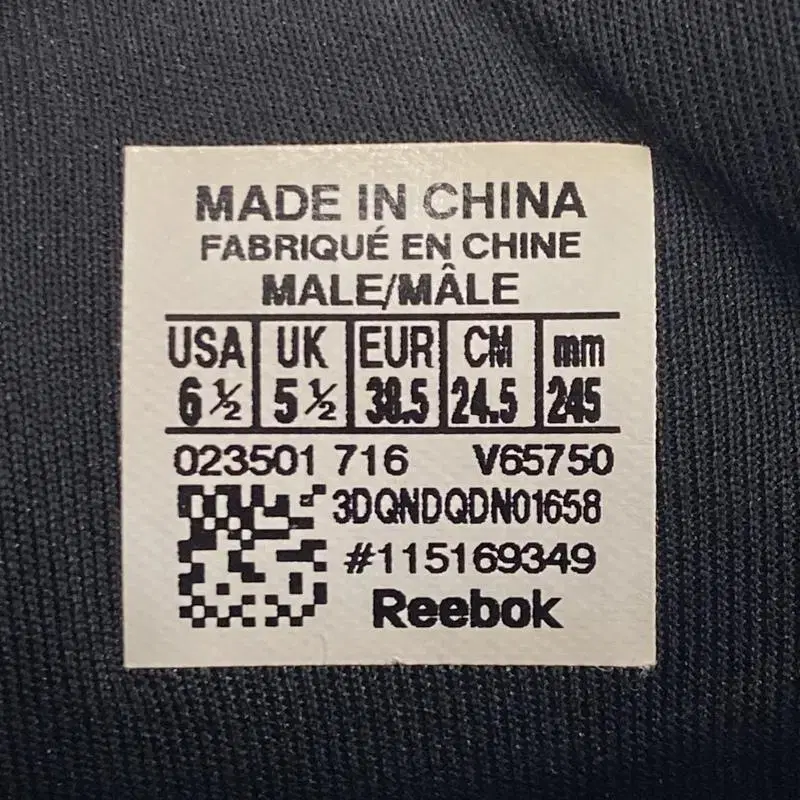 MADE IN CHINA
FABRIQUÉ EN CHINE
MALE/MÂLE
USA UK EUR CM mm
6 ½ 5 ½ 38.5 24.5 245
023501 716 V65750
3DQNDQDN01658
#115169349
Reebok